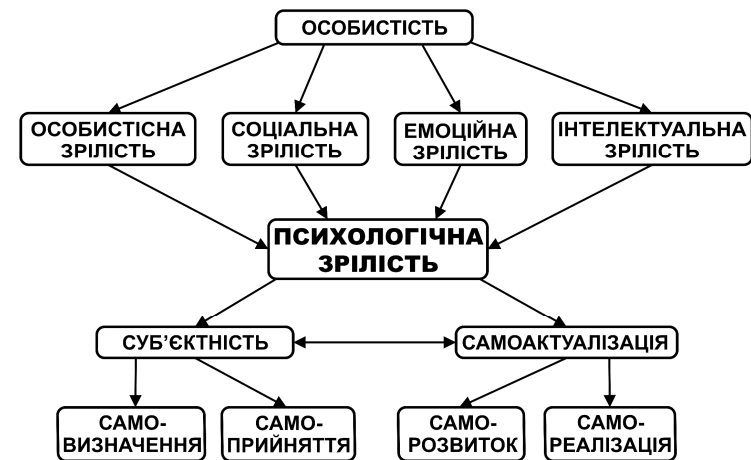 ОСОБИСТІСТЬ
ОСОБИСТІСНА
ЗРІЛІСТЬ
СОЦІАЛЬНА
ЗРІЛІСТЬ
ЕМОЦІЙНА
ЗРІЛІСТЬ
ІНТЕЛЕКТУАЛЬНА
ЗРІЛІСТЬ
ПСИХОЛОГІЧНА
ЗРІЛІСТЬ
СУБ’ЄКТНІСТЬ
САМОАКТУАЛІЗАЦІЯ
САМО-
ВИЗНАЧЕННЯ
САМО-
ПРИЙНЯТТЯ
САМО-
РОЗВИТОК
САМО-
РЕАЛІЗАЦІЯ